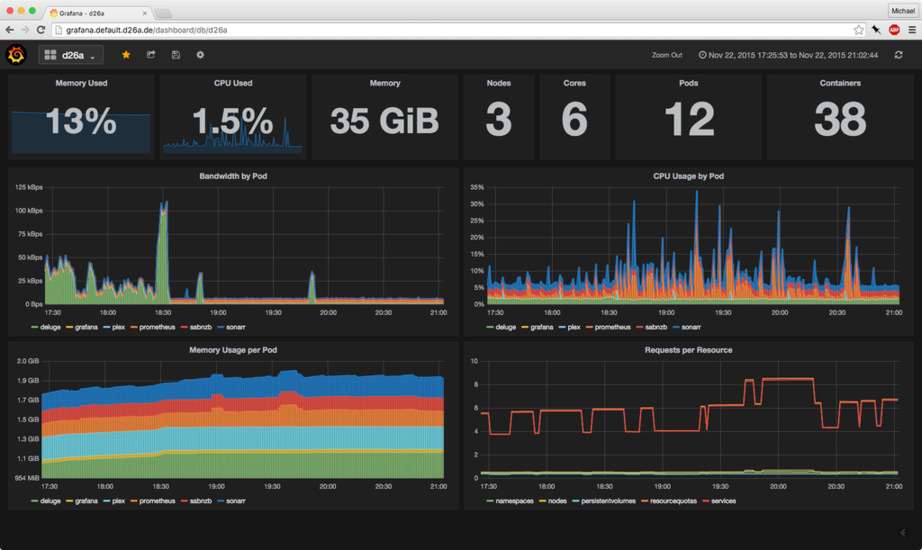 Grafana - d26a
Michael
grafana.default.d26a.de/dashboard/db/d26a
ABP
d26a
Zoom Out
Nov 22, 2015 17:25:53 to Nov 22, 2015 21:02:44
Memory Used
CPU Used
Memory
Nodes
Cores
Pods
Containers
13%
1.5%
35 GiB
3
6
12
38
Bandwidth by Pod
125 kBps
100 kBps
75 kBps
50 kBps
25 kBps
0 Bps
17:30 18:00 18:30 19:00 19:30 20:00 20:30 21:00
deluge grafana plex prometheus sabnzb sonarr
CPU Usage by Pod
35%
30%
25%
20%
15%
10%
5%
0%
17:30 18:00 18:30 19:00 19:30 20:00 20:30 21:00
deluge grafana plex prometheus sabnzb sonarr
Memory Usage per Pod
2.0 GiB
1.9 GiB
1.7 GiB
1.5 GiB
1.3 GiB
1.1 GiB
954 MiB
17:30 18:00 18:30 19:00 19:30 20:00 20:30 21:00
deluge grafana plex prometheus sabnzb sonarr
Requests per Resource
10
8
6
4
2
0
17:30 18:00 18:30 19:00 19:30 20:00 20:30 21:00
namespaces nodes persistentvolumes resourcequotas services